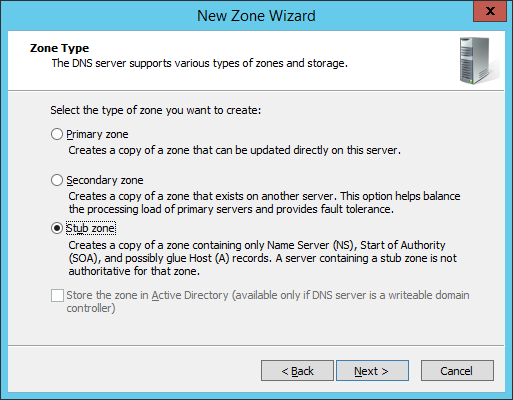 New Zone Wizard
Zone Type
The DNS server supports various types of zones and storage.
Select the type of zone you want to create:
Primary zone
Creates a copy of a zone that can be updated directly on this server.
Secondary zone
Creates a copy of a zone that exists on another server. This option helps balance
the processing load of primary servers and provides fault tolerance.
Stub zone
Creates a copy of a zone containing only Name Server (NS), Start of Authority
(SOA), and possibly glue Host (A) records. A server containing a stub zone is not
authoritative for that zone.
Store the zone in Active Directory (available only if DNS server is a writeable domain
controller)
< Back
Next >
Cancel